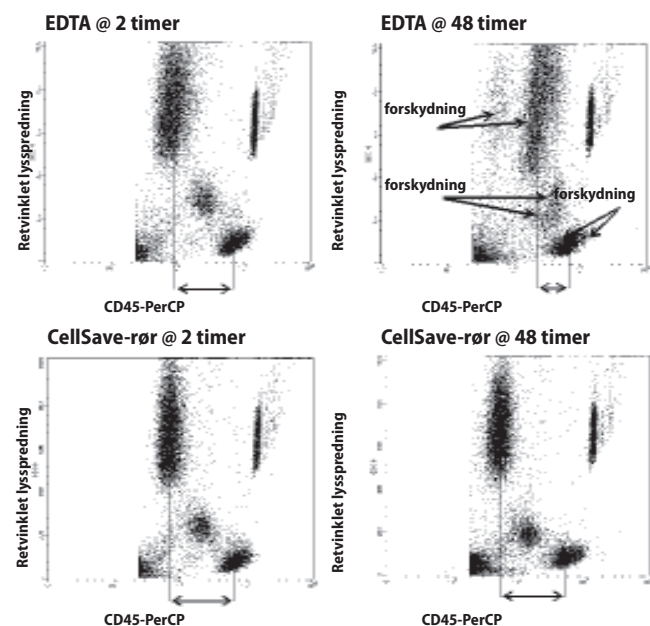 EDTA @ 2 timer
Retvinklet lysspredning
CD45-PerCP
EDTA @ 48 timer
Retvinklet lysspredning
forskydning
forskydning
forskydning
CD45-PerCP
CellSave-rør @ 2 timer
Retvinklet lysspredning
CD45-PerCP
CellSave-rør @ 48 timer
Retvinklet lysspredning
CD45-PerCP